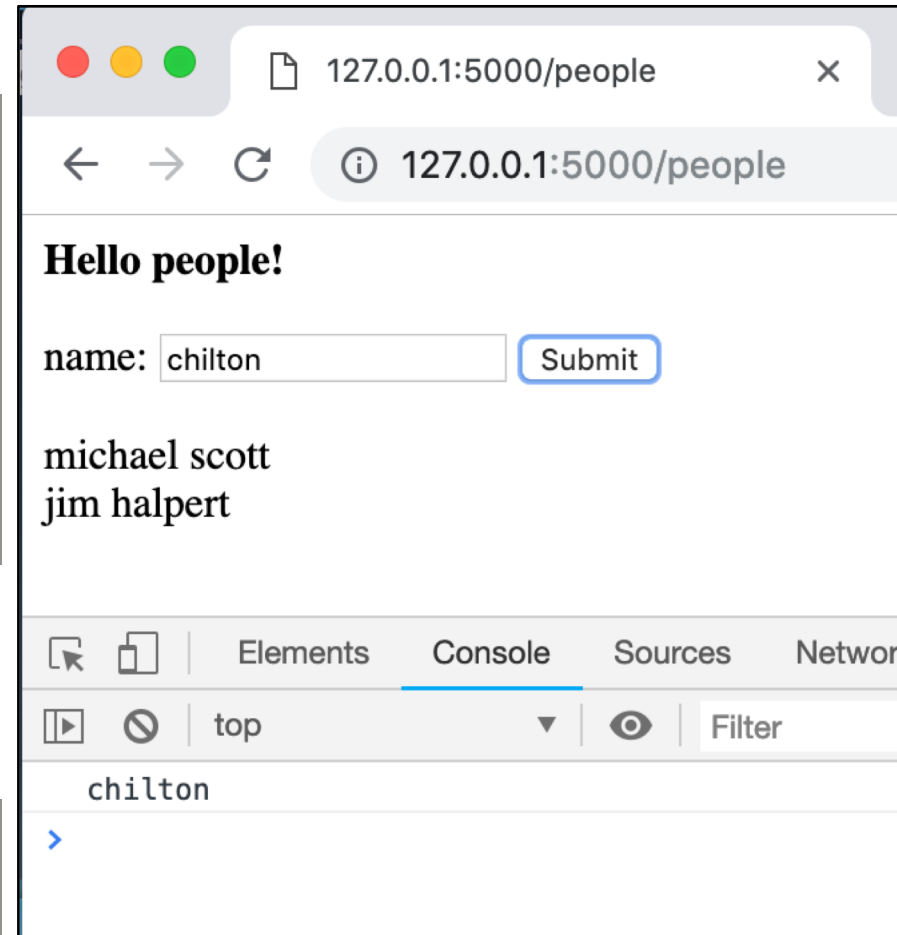 127.0.0.1:5000/people
127.0.0.1:5000/people
Hello people!
name: chilton Submit
michael scott
jim halpert
Elements Console Sources Networ
top Filter
chilton